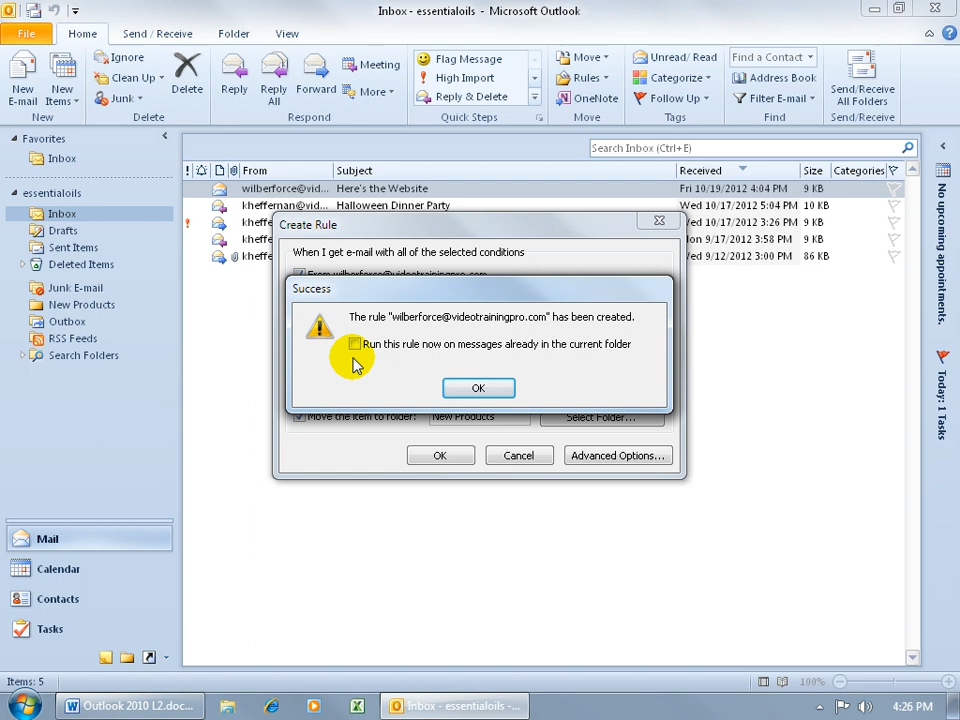 Inbox - essentialoils - Microsoft Outlook
File Home Send / Receive Folder View
New E-mail
New Items
New
Ignore
Clean Up
Junk
Delete
Delete
Reply
Reply All
Forward
Meeting
More
Respond
Flag Message
High Import
Reply & Delete
Quick Steps
Move
Rules
OneNote
Move
Unread/ Read
Categorize
Follow Up
Tags
Find a Contact
Address Book
Filter E-mail
Find
Send/Receive All Folders
Send/Receive
Favorites
Inbox
essentialoils
Inbox
Drafts
Sent Items
Deleted Items
Junk E-mail
New Products
Outbox
RSS Feeds
Search Folders
Mail
Calendar
Contacts
Tasks
Search Inbox (Ctrl+E)
! From Subject Received Size Categories
wilberforce@vid... Here's the Website Fri 10/19/2012 4:04 PM 9 KB
kheffernan@vid... Halloween Dinner Party Wed 10/17/2012 5:04 PM 10 KB
kheffe Wed 10/17/2012 3:26 PM 9 KB
kheffe Mon 9/17/2012 3:58 PM 9 KB
kheffe Wed 9/12/2012 3:00 PM 86 KB
Create Rule
When I get e-mail with all of the selected conditions
From wilberforce@videotrainingpro.com
Success
The rule "wilberforce@videotrainingpro.com" has been created.
Run this rule now on messages already in the current folder
OK
Move the item to folder: New Products Select Folder...
OK Cancel Advanced Options...
No upcoming appointments.
Today: 1 Tasks
Items: 5
100%
Outlook 2010 L2.doc...
Inbox - essentialoils -...
4:26 PM